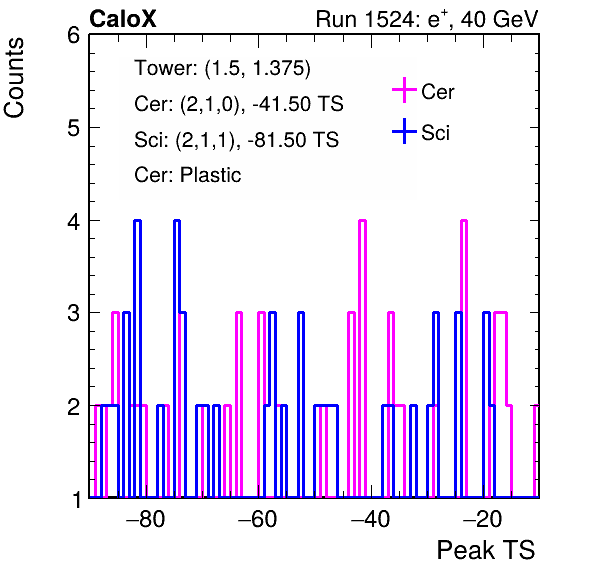 CaloX Run 1524: e⁺, 40 GeV
Counts
6
5
4
3
2
1
Tower: (1.5, 1.375)
Cer: (2,1,0), -41.50 TS
Sci: (2,1,1), -81.50 TS
Cer: Plastic
Cer
Sci
−80 −60 −40 −20
Peak TS